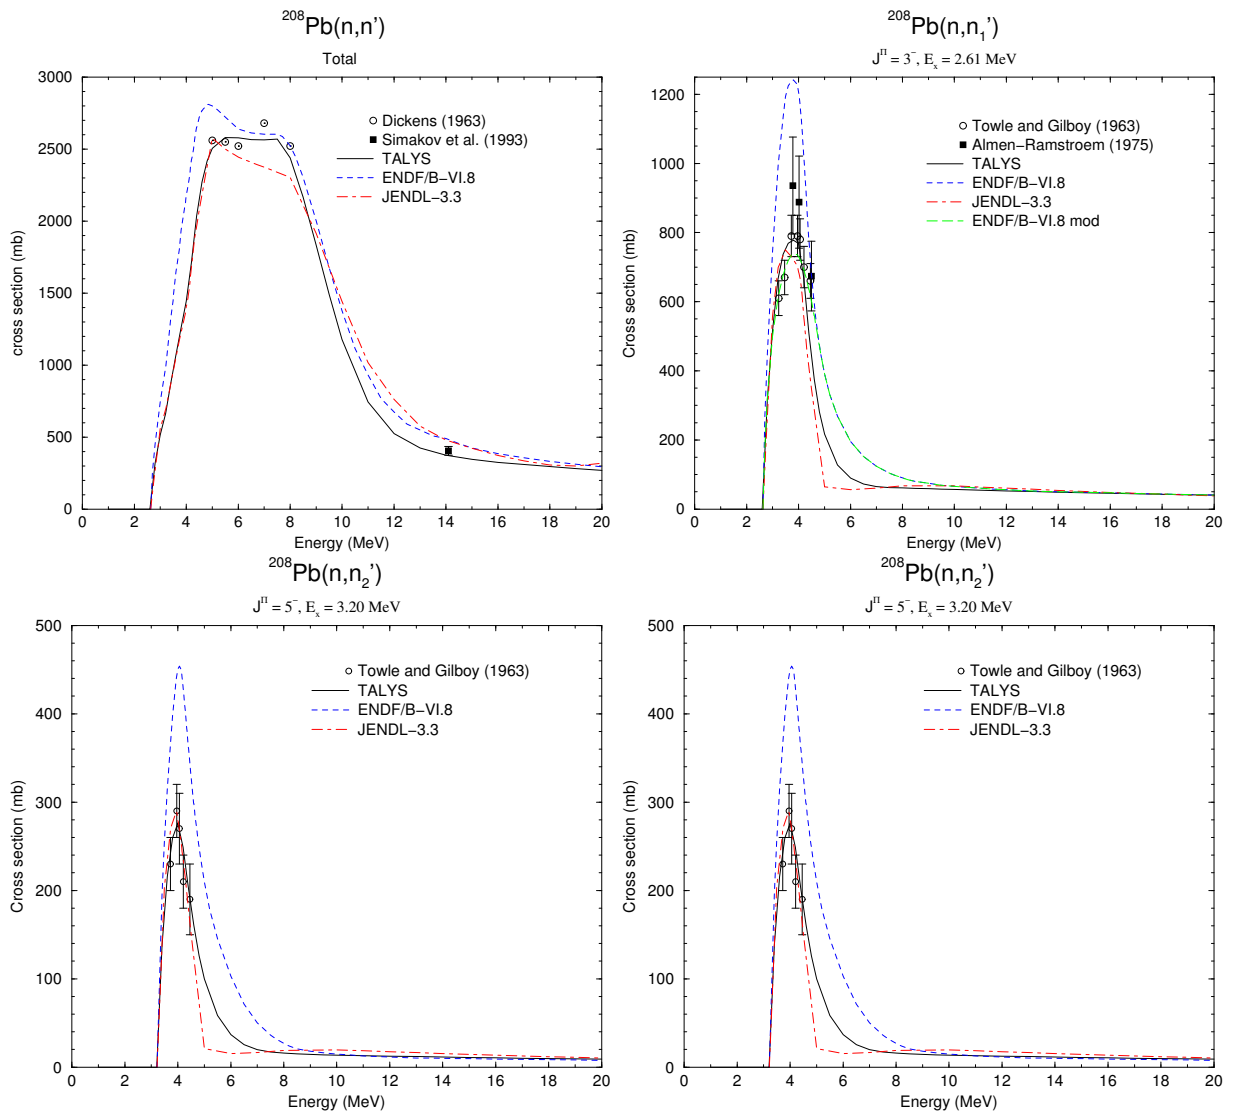 ²⁰⁸Pb(n,n’)
Total
3000
2500
2000
1500
1000
500
0
cross section (mb)
Dickens (1963)
Simakov et al. (1993)
TALYS
ENDF/B−VI.8
JENDL−3.3
0 2 4 6 8 10 12 14 16 18 20
Energy (MeV)
²⁰⁸Pb(n,n₁’)
J^Π = 3⁻, Eₓ = 2.61 MeV
1200
1000
800
600
400
200
0
Cross section (mb)
Towle and Gilboy (1963)
Almen−Ramstroem (1975)
TALYS
ENDF/B−VI.8
JENDL−3.3
ENDF/B−VI.8 mod
0 2 4 6 8 10 12 14 16 18 20
Energy (MeV)
²⁰⁸Pb(n,n₂’)
J^Π = 5⁻, Eₓ = 3.20 MeV
500
400
300
200
100
0
Cross section (mb)
Towle and Gilboy (1963)
TALYS
ENDF/B−VI.8
JENDL−3.3
0 2 4 6 8 10 12 14 16 18 20
Energy (MeV)
²⁰⁸Pb(n,n₂’)
J^Π = 5⁻, Eₓ = 3.20 MeV
500
400
300
200
100
0
Cross section (mb)
Towle and Gilboy (1963)
TALYS
ENDF/B−VI.8
JENDL−3.3
0 2 4 6 8 10 12 14 16 18 20
Energy (MeV)